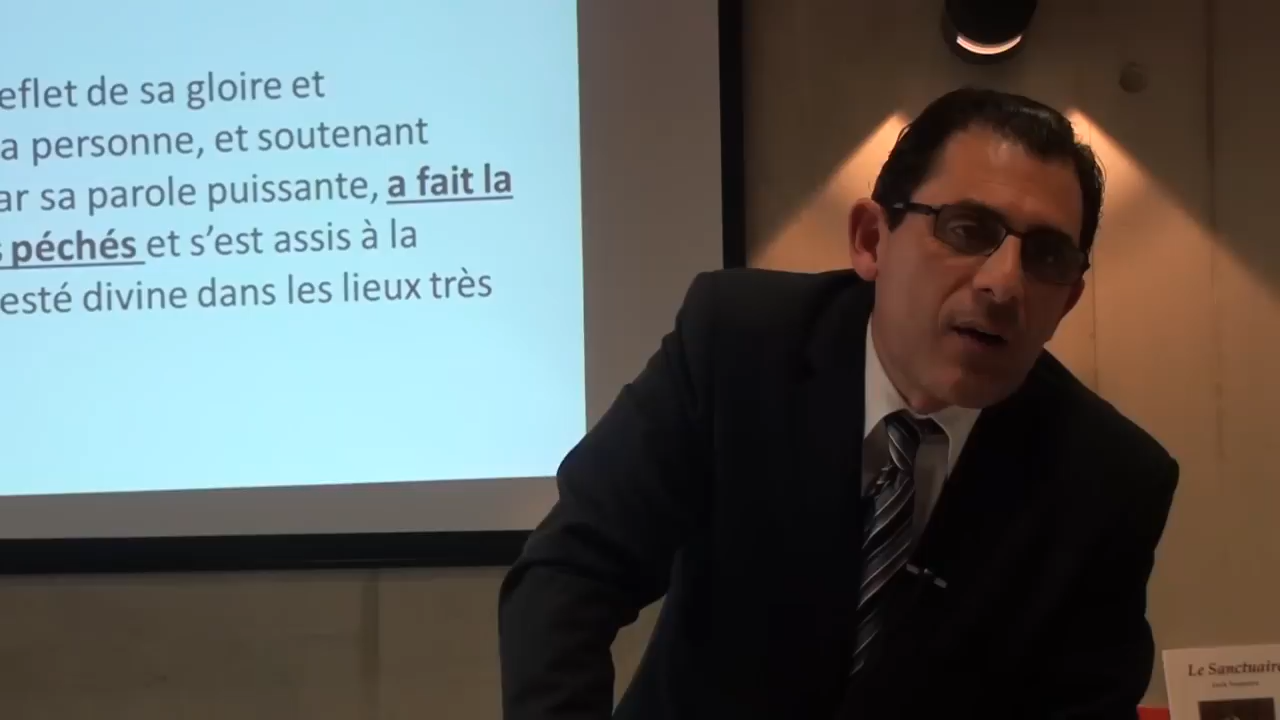 eflet de sa gloire et
a personne, et soutenant
ar sa parole puissante, a fait la
s péchés et s’est assis à la
esté divine dans les lieux très
Le Sanctuaire